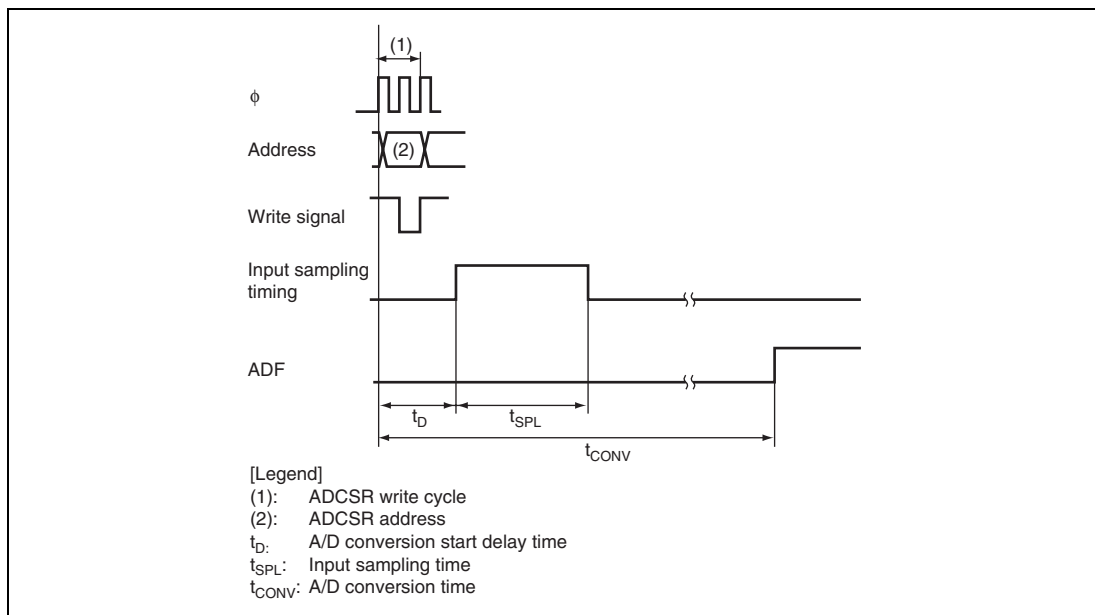 (1)
ϕ
Address
(2)
Write signal
Input sampling
timing
ADF
tD
tSPL
tCONV
[Legend]
(1): ADCSR write cycle
(2): ADCSR address
tD: A/D conversion start delay time
tSPL: Input sampling time
tCONV: A/D conversion time